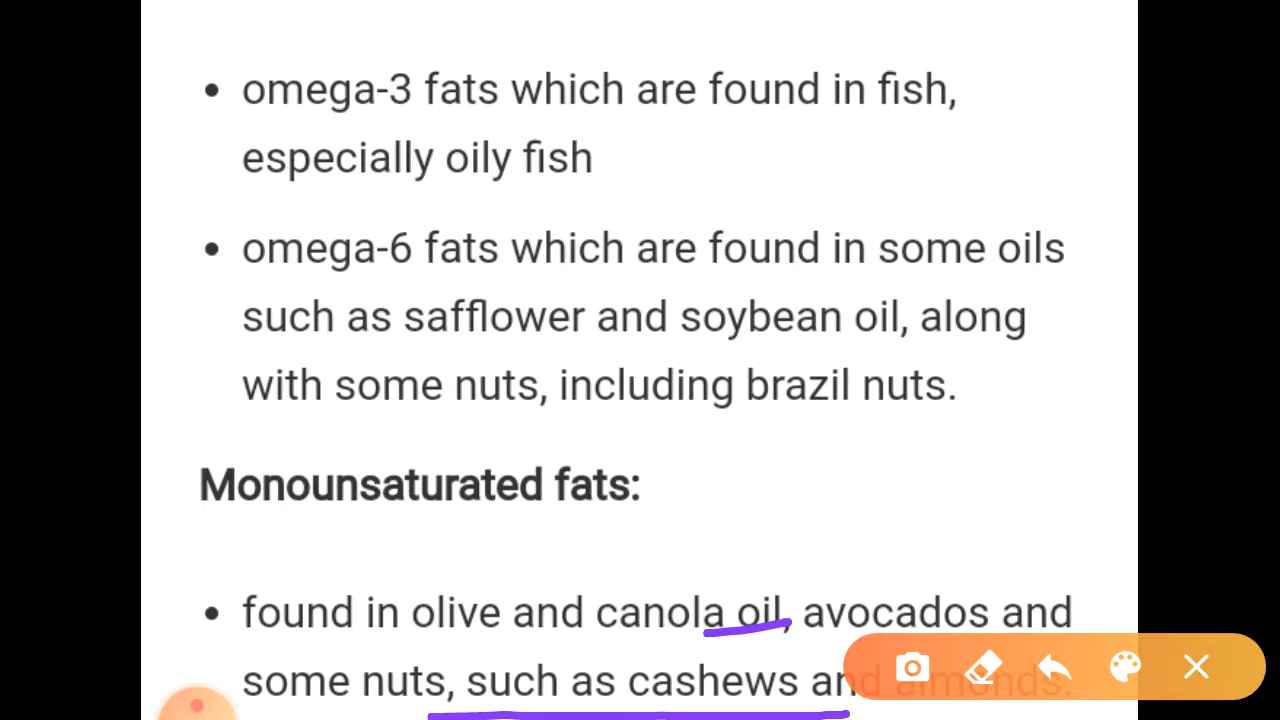 • omega-3 fats which are found in fish,
especially oily fish
• omega-6 fats which are found in some oils
such as safflower and soybean oil, along
with some nuts, including brazil nuts.
Monounsaturated fats:
• found in olive and canola oil, avocados and
some nuts, such as cashews and almonds.